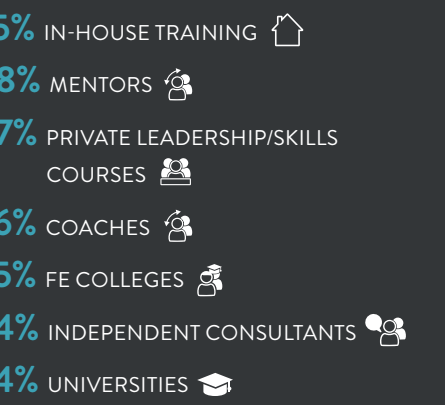 5% IN-HOUSE TRAINING
8% MENTORS
7% PRIVATE LEADERSHIP/SKILLS
COURSES
6% COACHES
5% FE COLLEGES
4% INDEPENDENT CONSULTANTS
4% UNIVERSITIES